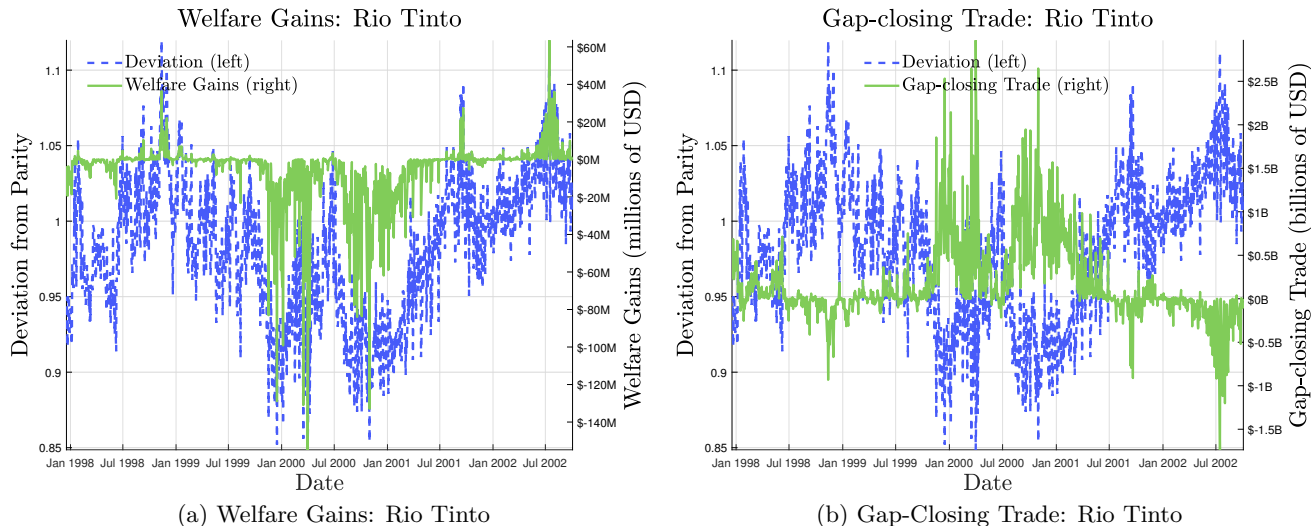 Welfare Gains: Rio Tinto
Deviation (left)
Welfare Gains (right)
Deviation from Parity
1.1
1.05
1
0.95
0.9
0.85
$60M
$40M
$20M
$0M
$-20M
$-40M
$-60M
$-80M
$-100M
$-120M
$-140M
Welfare Gains (millions of USD)
Jan 1998 Jul 1998 Jan 1999 Jul 1999 Jan 2000 Jul 2000 Jan 2001 Jul 2001 Jan 2002 Jul 2002
Date
(a) Welfare Gains: Rio Tinto
Gap-closing Trade: Rio Tinto
Deviation (left)
Gap-closing Trade (right)
Deviation from Parity
1.1
1.05
1
0.95
0.9
0.85
$2.5B
$2B
$1.5B
$1B
$0.5B
$0B
$-0.5B
$-1B
$-1.5B
Gap-closing Trade (billions of USD)
Jan 1998 Jul 1998 Jan 1999 Jul 1999 Jan 2000 Jul 2000 Jan 2001 Jul 2001 Jan 2002 Jul 2002
Date
(b) Gap-Closing Trade: Rio Tinto